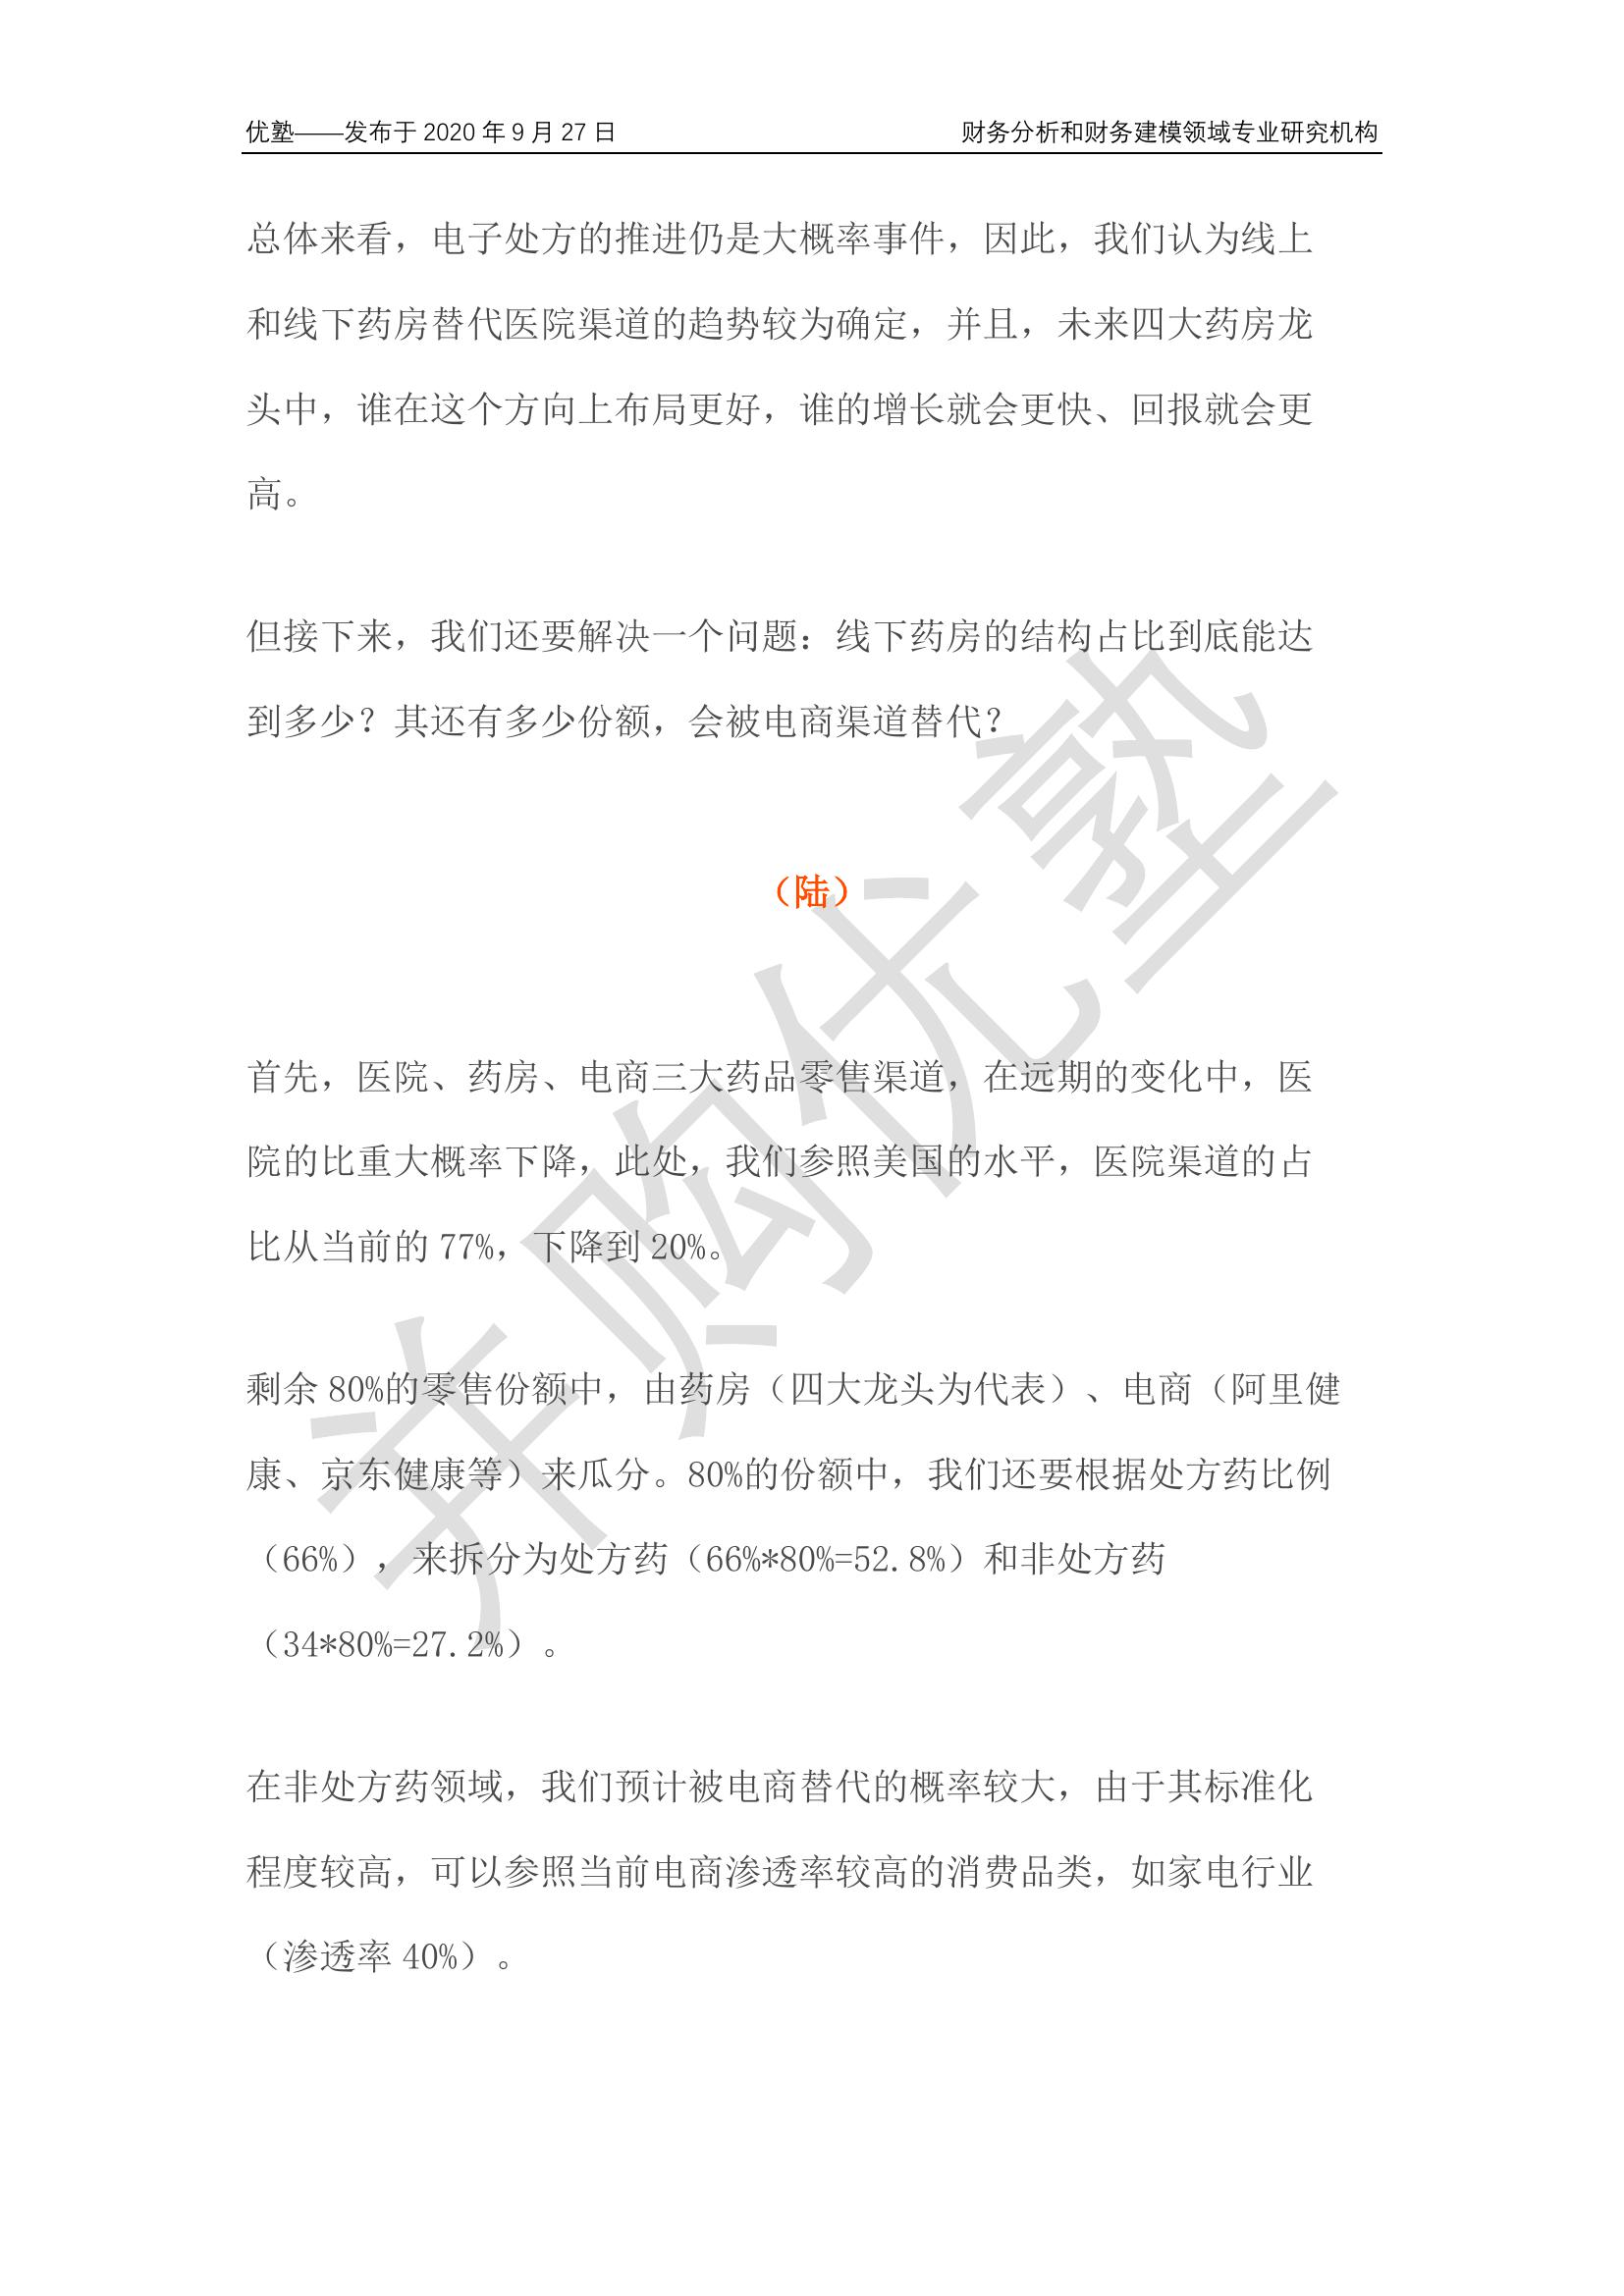 优塾——发布于 2020 年 9 月 27 日 财务分析和财务建模领域专业研究机构
总体来看，电子处方的推进仍是大概率事件，因此，我们认为线上
和线下药房替代医院渠道的趋势较为确定，并且，未来四大药房龙
头中，谁在这个方向上布局更好，谁的增长就会更快、回报就会更
高。
但接下来，我们还要解决一个问题：线下药房的结构占比到底能达
到多少？其还有多少份额，会被电商渠道替代？
（陆）
首先，医院、药房、电商三大药品零售渠道，在远期的变化中，医
院的比重大概率下降，此处，我们参照美国的水平，医院渠道的占
比从当前的 77%，下降到 20%。
剩余 80%的零售份额中，由药房（四大龙头为代表）、电商（阿里健
康、京东健康等）来瓜分。80%的份额中，我们还要根据处方药比例
（66%），来拆分为处方药（66%*80%=52.8%）和非处方药
（34*80%=27.2%）。
在非处方药领域，我们预计被电商替代的概率较大，由于其标准化
程度较高，可以参照当前电商渗透率较高的消费品类，如家电行业
（渗透率 40%）。
并购优塾